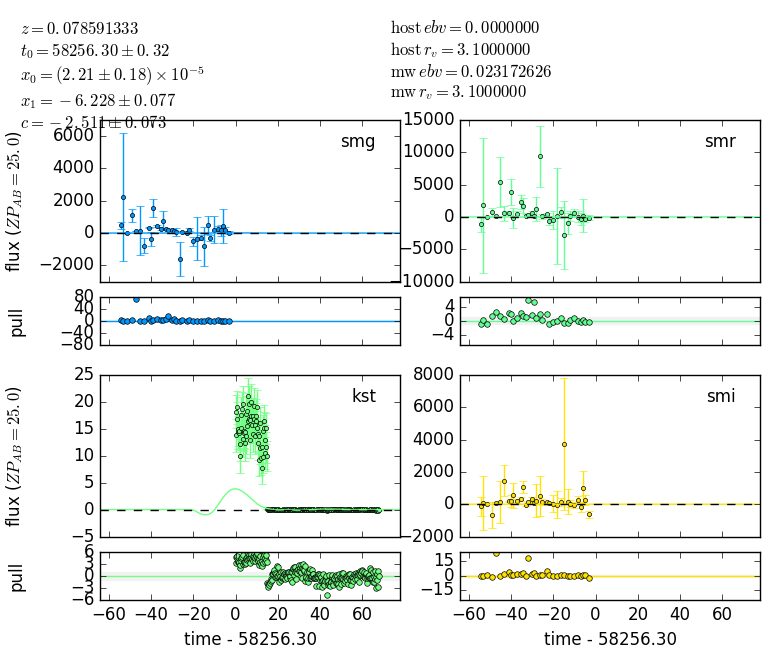 z = 0.078591333
t0 = 58256.30 ± 0.32
x0 = (2.21 ± 0.18) × 10^-5
x1 = −6.228 ± 0.077
c = −2.511 ± 0.073
host ebv = 0.0000000
host rv = 3.1000000
mw ebv = 0.023172626
mw rv = 3.1000000
smg
flux (ZP_AB = 25.0)
6000
4000
2000
0
−2000
pull
80
40
0
−40
−80
smr
15000
10000
5000
0
−5000
−10000
4
0
−4
kst
flux (ZP_AB = 25.0)
25
20
15
10
5
0
−5
pull
6
3
0
−3
−6
−60 −40 −20 0 20 40 60
time - 58256.30
smi
8000
6000
4000
2000
0
−2000
15
0
−15
−60 −40 −20 0 20 40 60
time - 58256.30